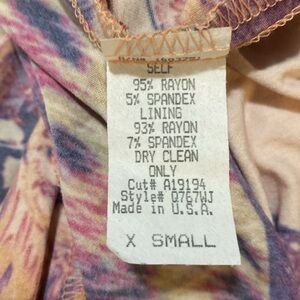 SELF
95% RAYON
5% SPANDEX
LINING
93% RAYON
7% SPANDEX
DRY CLEAN
ONLY
Cut# A19194
Style# Q767WJ
Made in U.S.A.
X SMALL